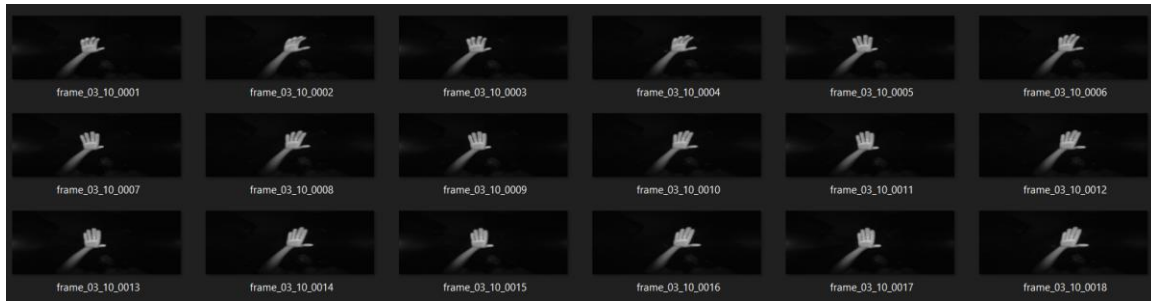 frame_03_10_0001 frame_03_10_0002 frame_03_10_0003 frame_03_10_0004 frame_03_10_0005 frame_03_10_0006
frame_03_10_0007 frame_03_10_0008 frame_03_10_0009 frame_03_10_0010 frame_03_10_0011 frame_03_10_0012
frame_03_10_0013 frame_03_10_0014 frame_03_10_0015 frame_03_10_0016 frame_03_10_0017 frame_03_10_0018